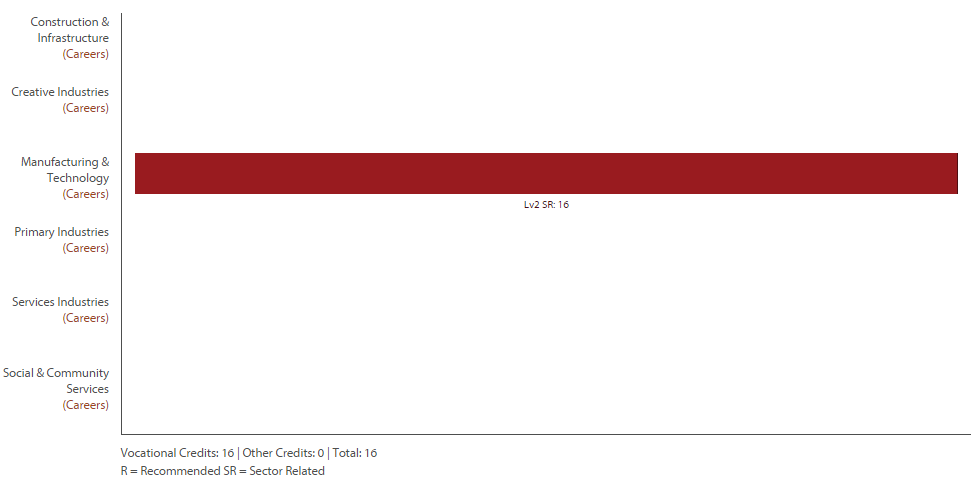 Construction &
Infrastructure
(Careers)
Creative Industries
(Careers)
Manufacturing &
Technology
(Careers)
Lv2 SR: 16
Primary Industries
(Careers)
Services Industries
(Careers)
Social & Community
Services
(Careers)
Vocational Credits: 16 | Other Credits: 0 | Total: 16
R = Recommended SR = Sector Related